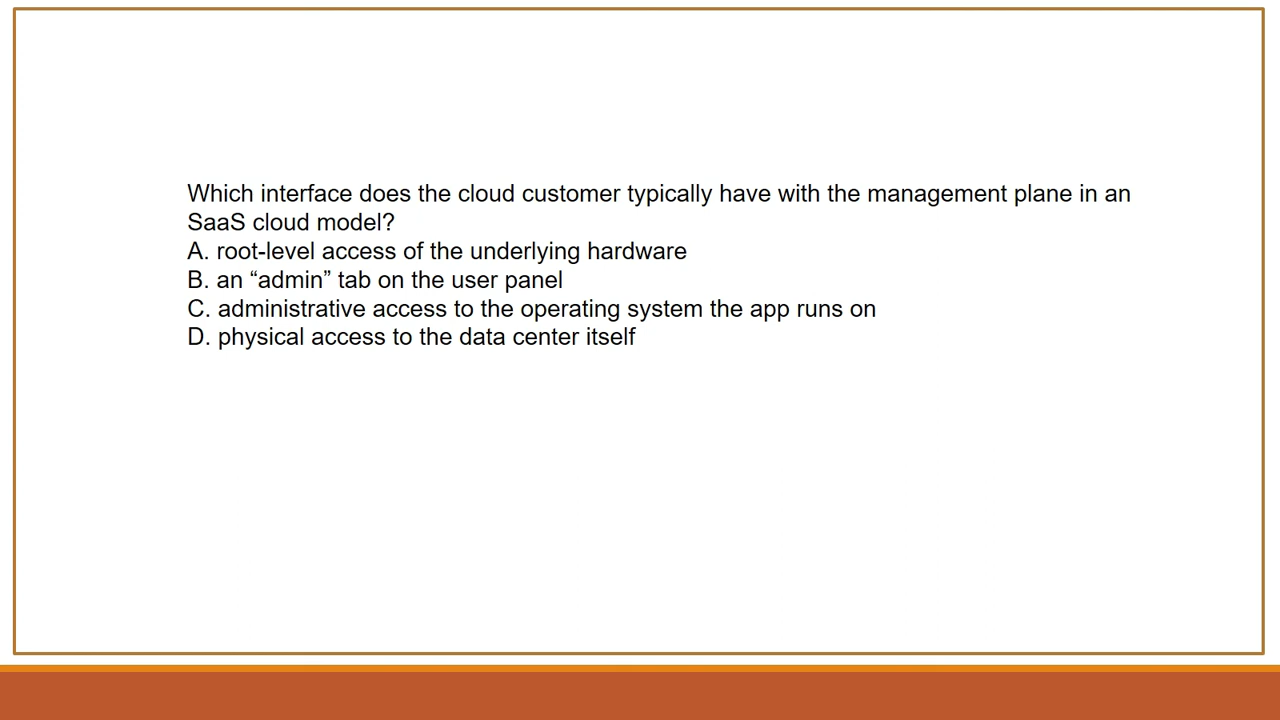 Which interface does the cloud customer typically have with the management plane in an
SaaS cloud model?
A. root-level access of the underlying hardware
B. an “admin” tab on the user panel
C. administrative access to the operating system the app runs on
D. physical access to the data center itself